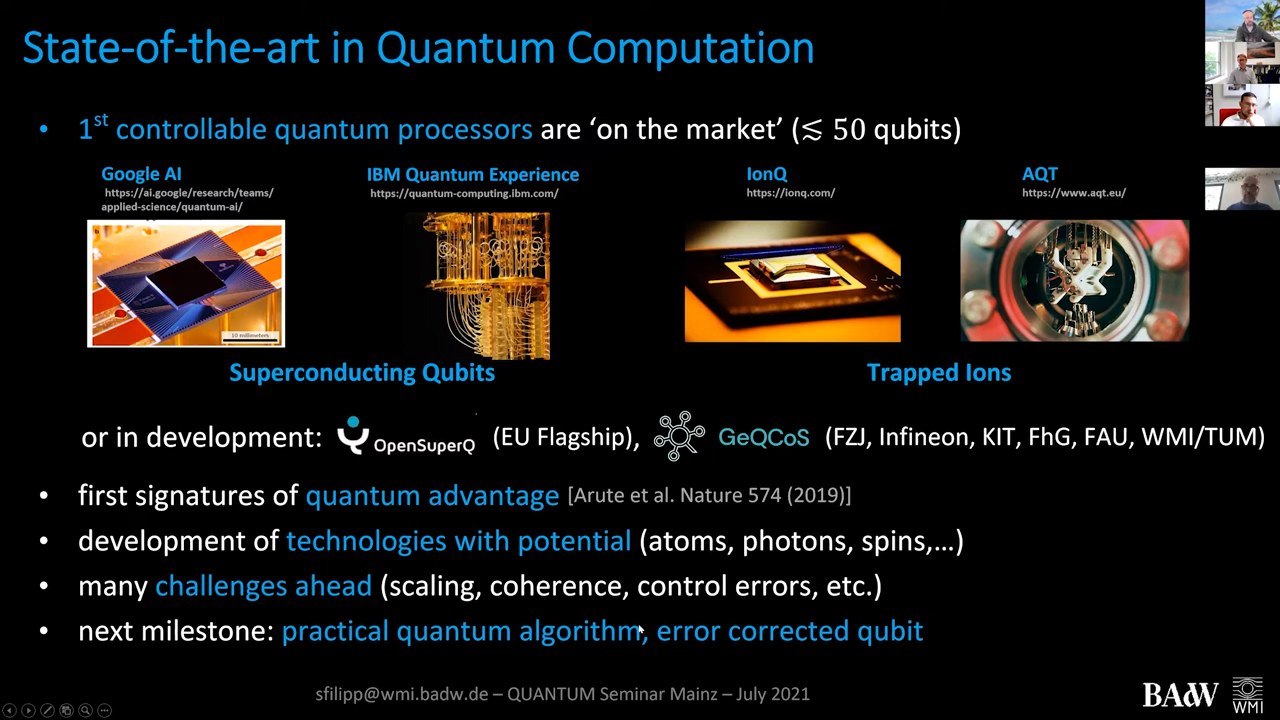 State-of-the-art in Quantum Computation
• 1st controllable quantum processors are ‘on the market’ (≲ 50 qubits)
Google AI
https://ai.google/research/teams/
applied-science/quantum-ai/
IBM Quantum Experience
https://quantum-computing.ibm.com/
IonQ
https://ionq.com/
AQT
https://www.aqt.eu/
10 millimeters
Superconducting Qubits
Trapped Ions
or in development: OpenSuperQ (EU Flagship), GeQCoS (FZJ, Infineon, KIT, FhG, FAU, WMI/TUM)
• first signatures of quantum advantage [Arute et al. Nature 574 (2019)]
• development of technologies with potential (atoms, photons, spins,…)
• many challenges ahead (scaling, coherence, control errors, etc.)
• next milestone: practical quantum algorithm, error corrected qubit
sfilipp@wmi.badw.de – QUANTUM Seminar Mainz – July 2021
BAdW
WMI